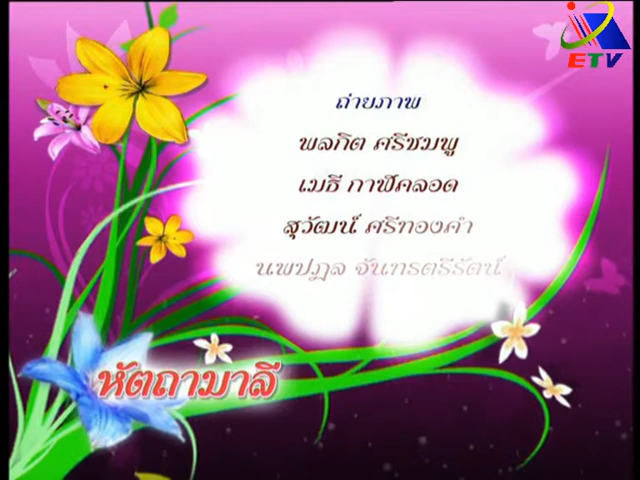 ETV
ถ่ายภาพ
พลกิต ศรีชมพู
เมธี กาฬคลอด
สุวัฒน์ ศรีทองคำ
นพปฎล จันทรตรีรัตน์
หัตถามาลี